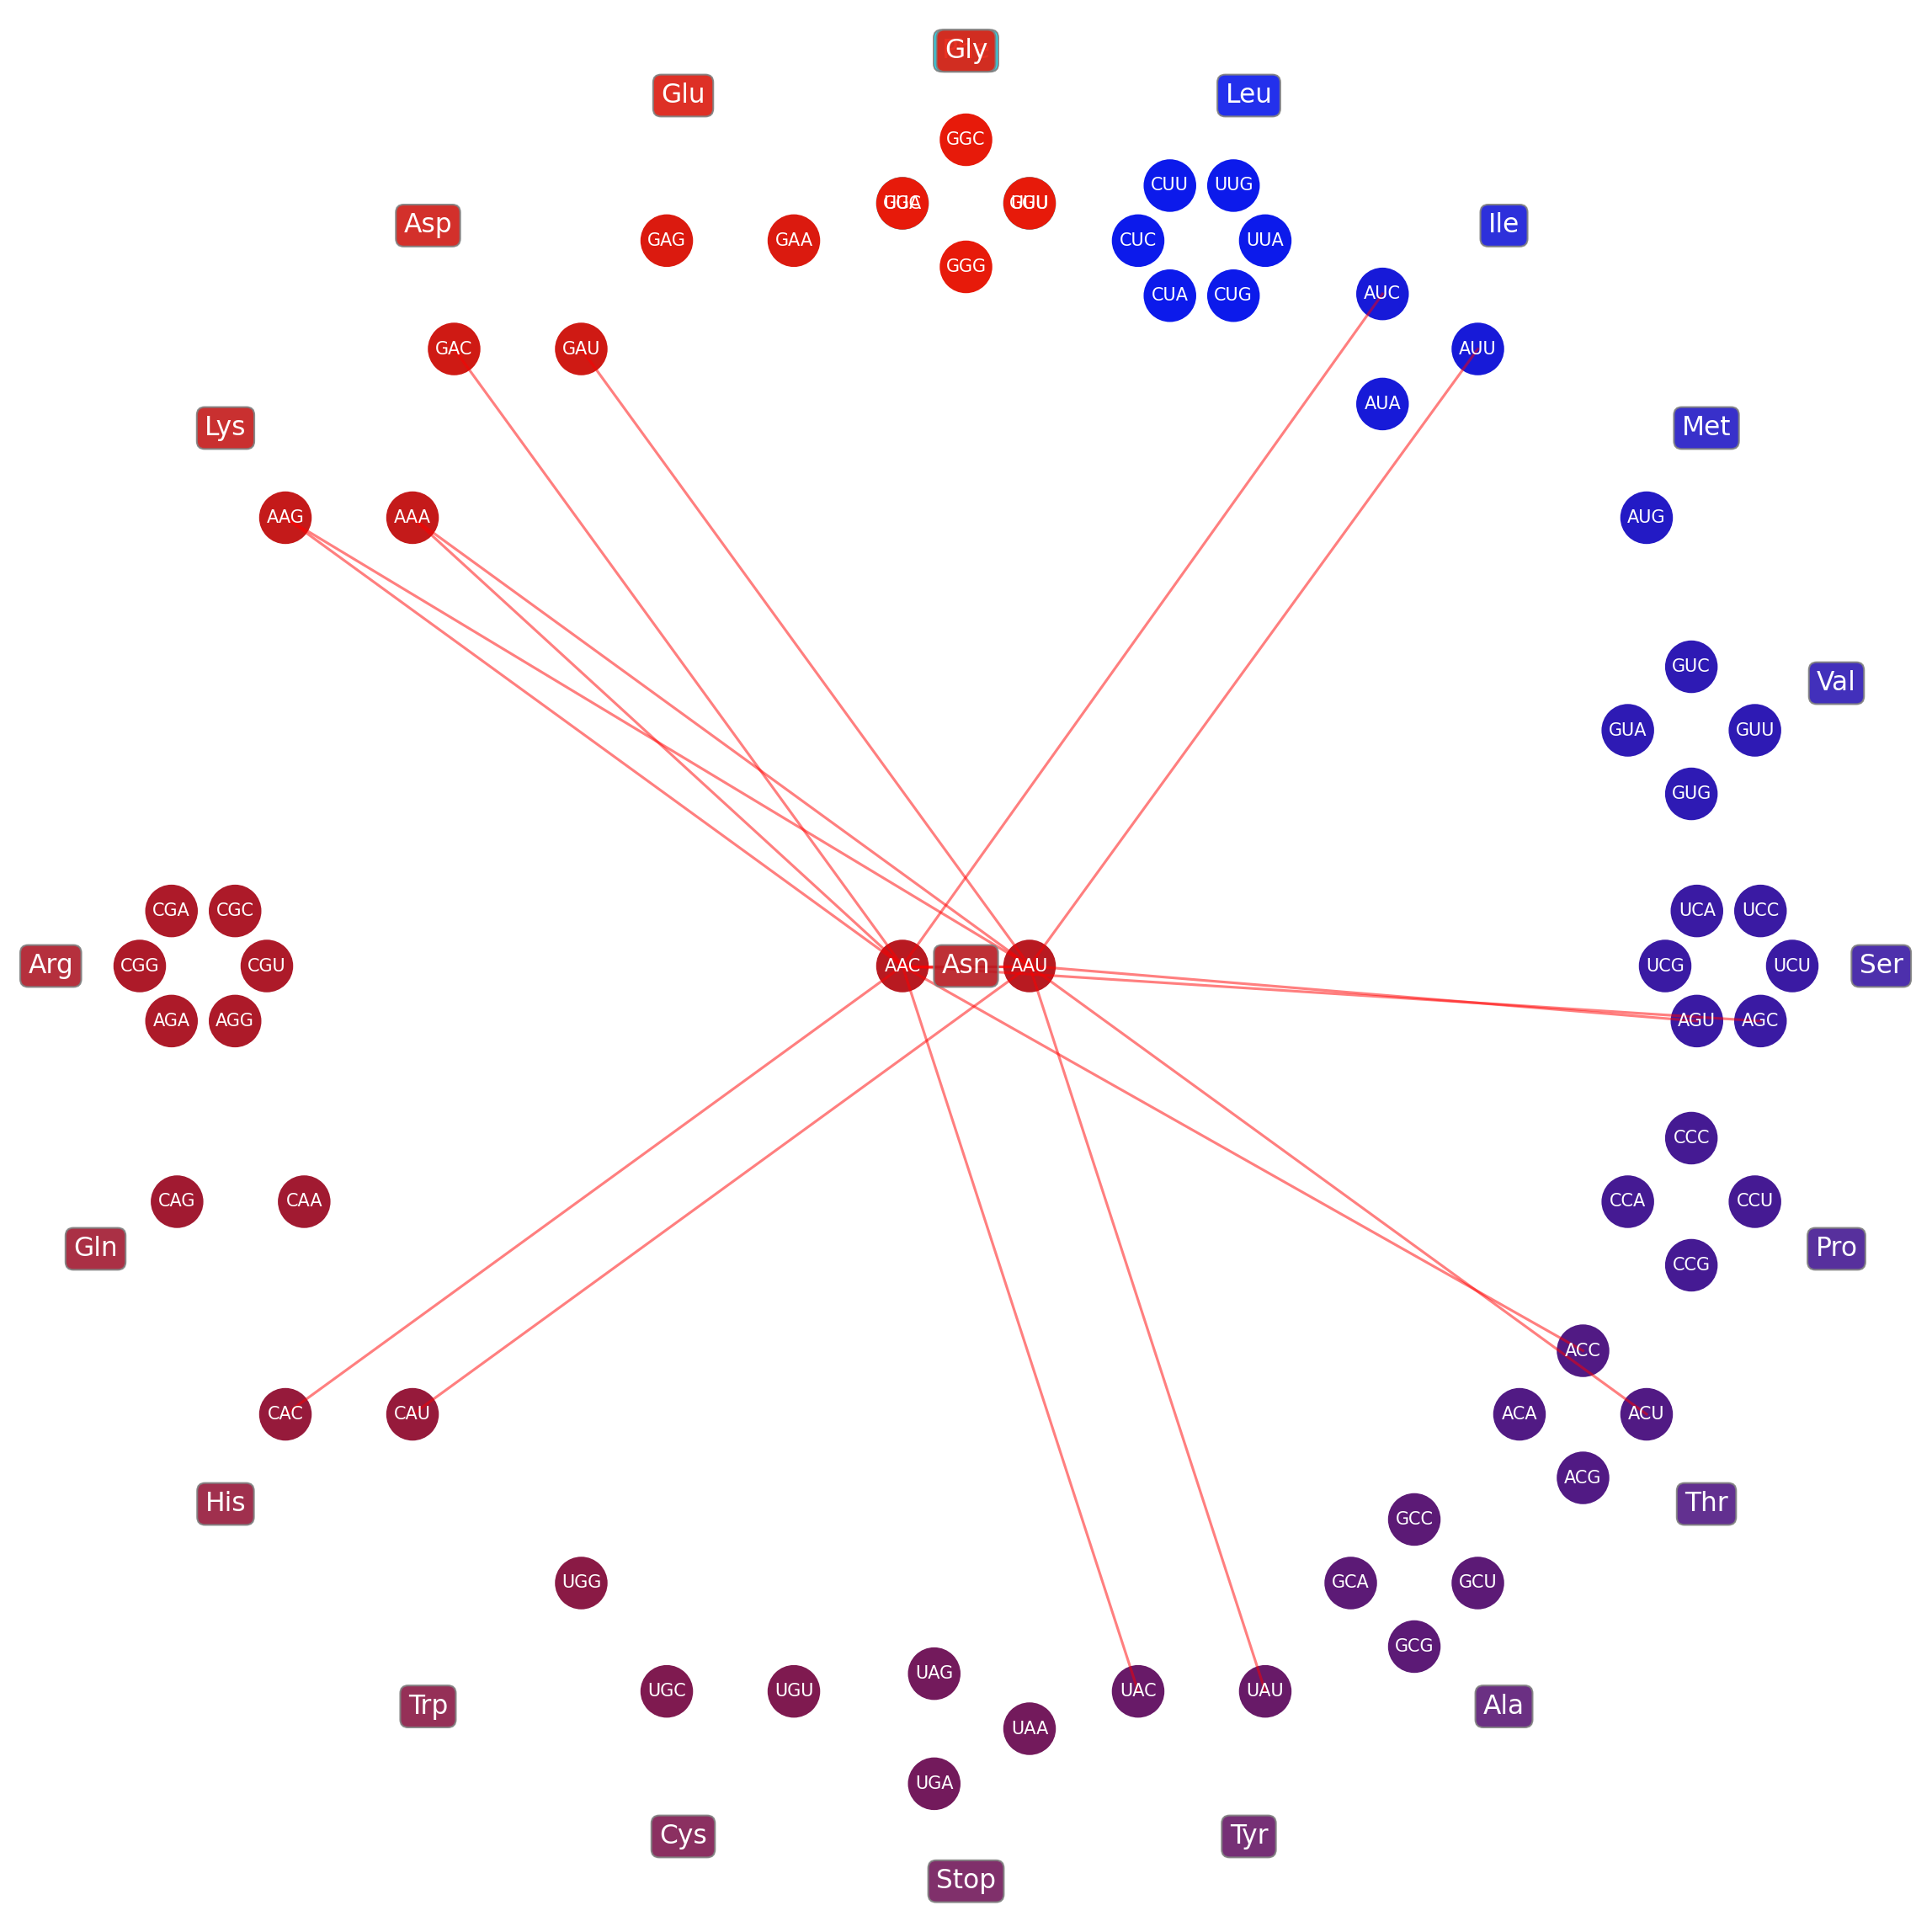 Gly
Glu
Leu
GGC
CUU UUG
Asp
Ile
GGU
GAG GAA
CUC UUA
GGG
AUC
CUA CUG
GAC GAU
AUU
AUA
Lys
Met
AAG AAA
AUG
GUC
Val
GUA GUU
GUG
CGA CGC
UCA UCC
Arg
CGG CGU
AAC Asn AAU
UCG UCU
Ser
AGA AGG
AGU AGC
CCC
CAG CAA
CCA CCU
Gln
Pro
CCG
ACC
CAC CAU
ACA ACU
ACG
His
Thr
GCC
UGG
GCA GCU
GCG
UAG
UGC UGU
UAC UAU
Trp
Ala
UAA
UGA
Cys
Tyr
Stop